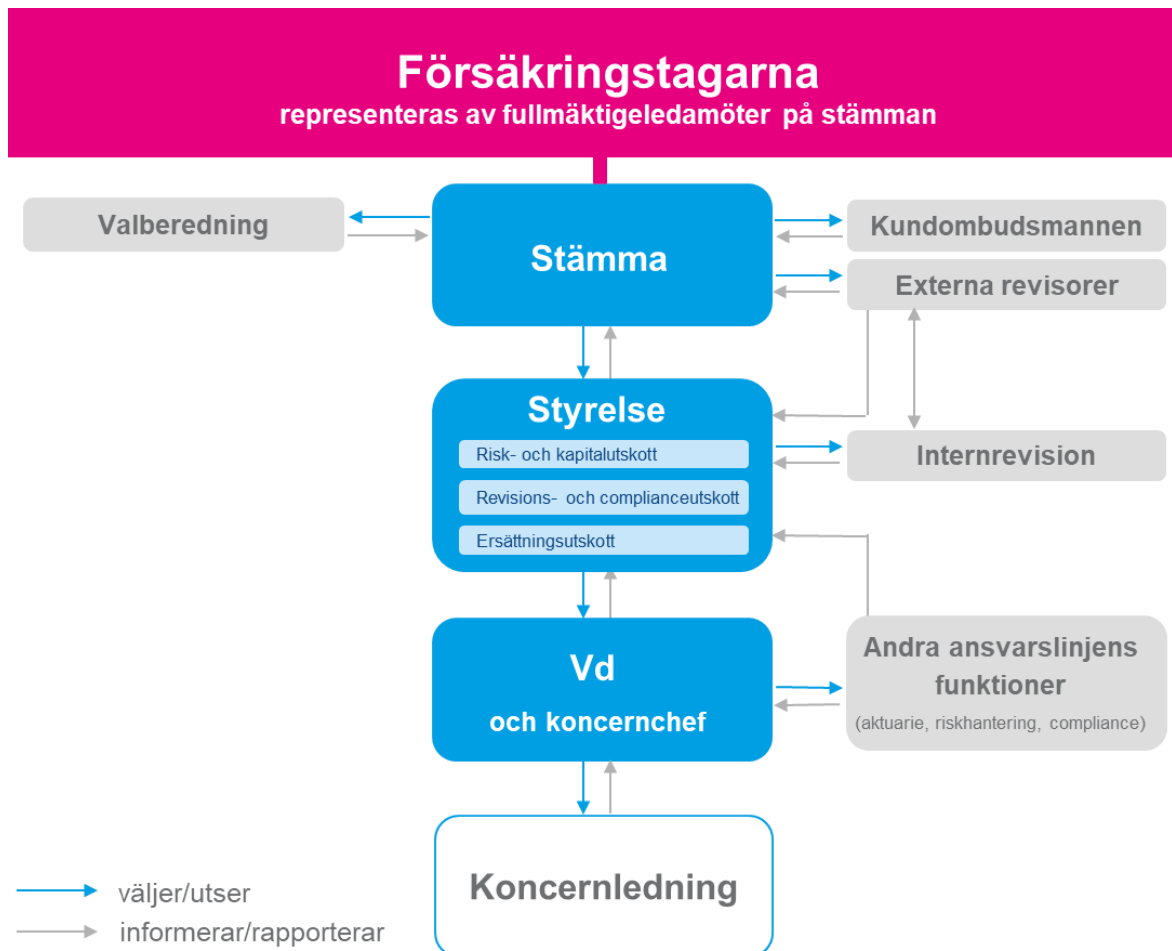 Försäkringstagarna
representeras av fullmäktigeledamöter på stämman
Valberedning
Stämma
Kundombudsmannen
Externa revisorer
Styrelse
Risk- och kapitalutskott
Revisions- och complianceutskott
Ersättningsutskott
Internrevision
Vd
och koncernchef
Andra ansvarslinjens
funktioner
(aktuarie, riskhantering, compliance)
Koncernledning
väljer/utser
informerar/rapporterar